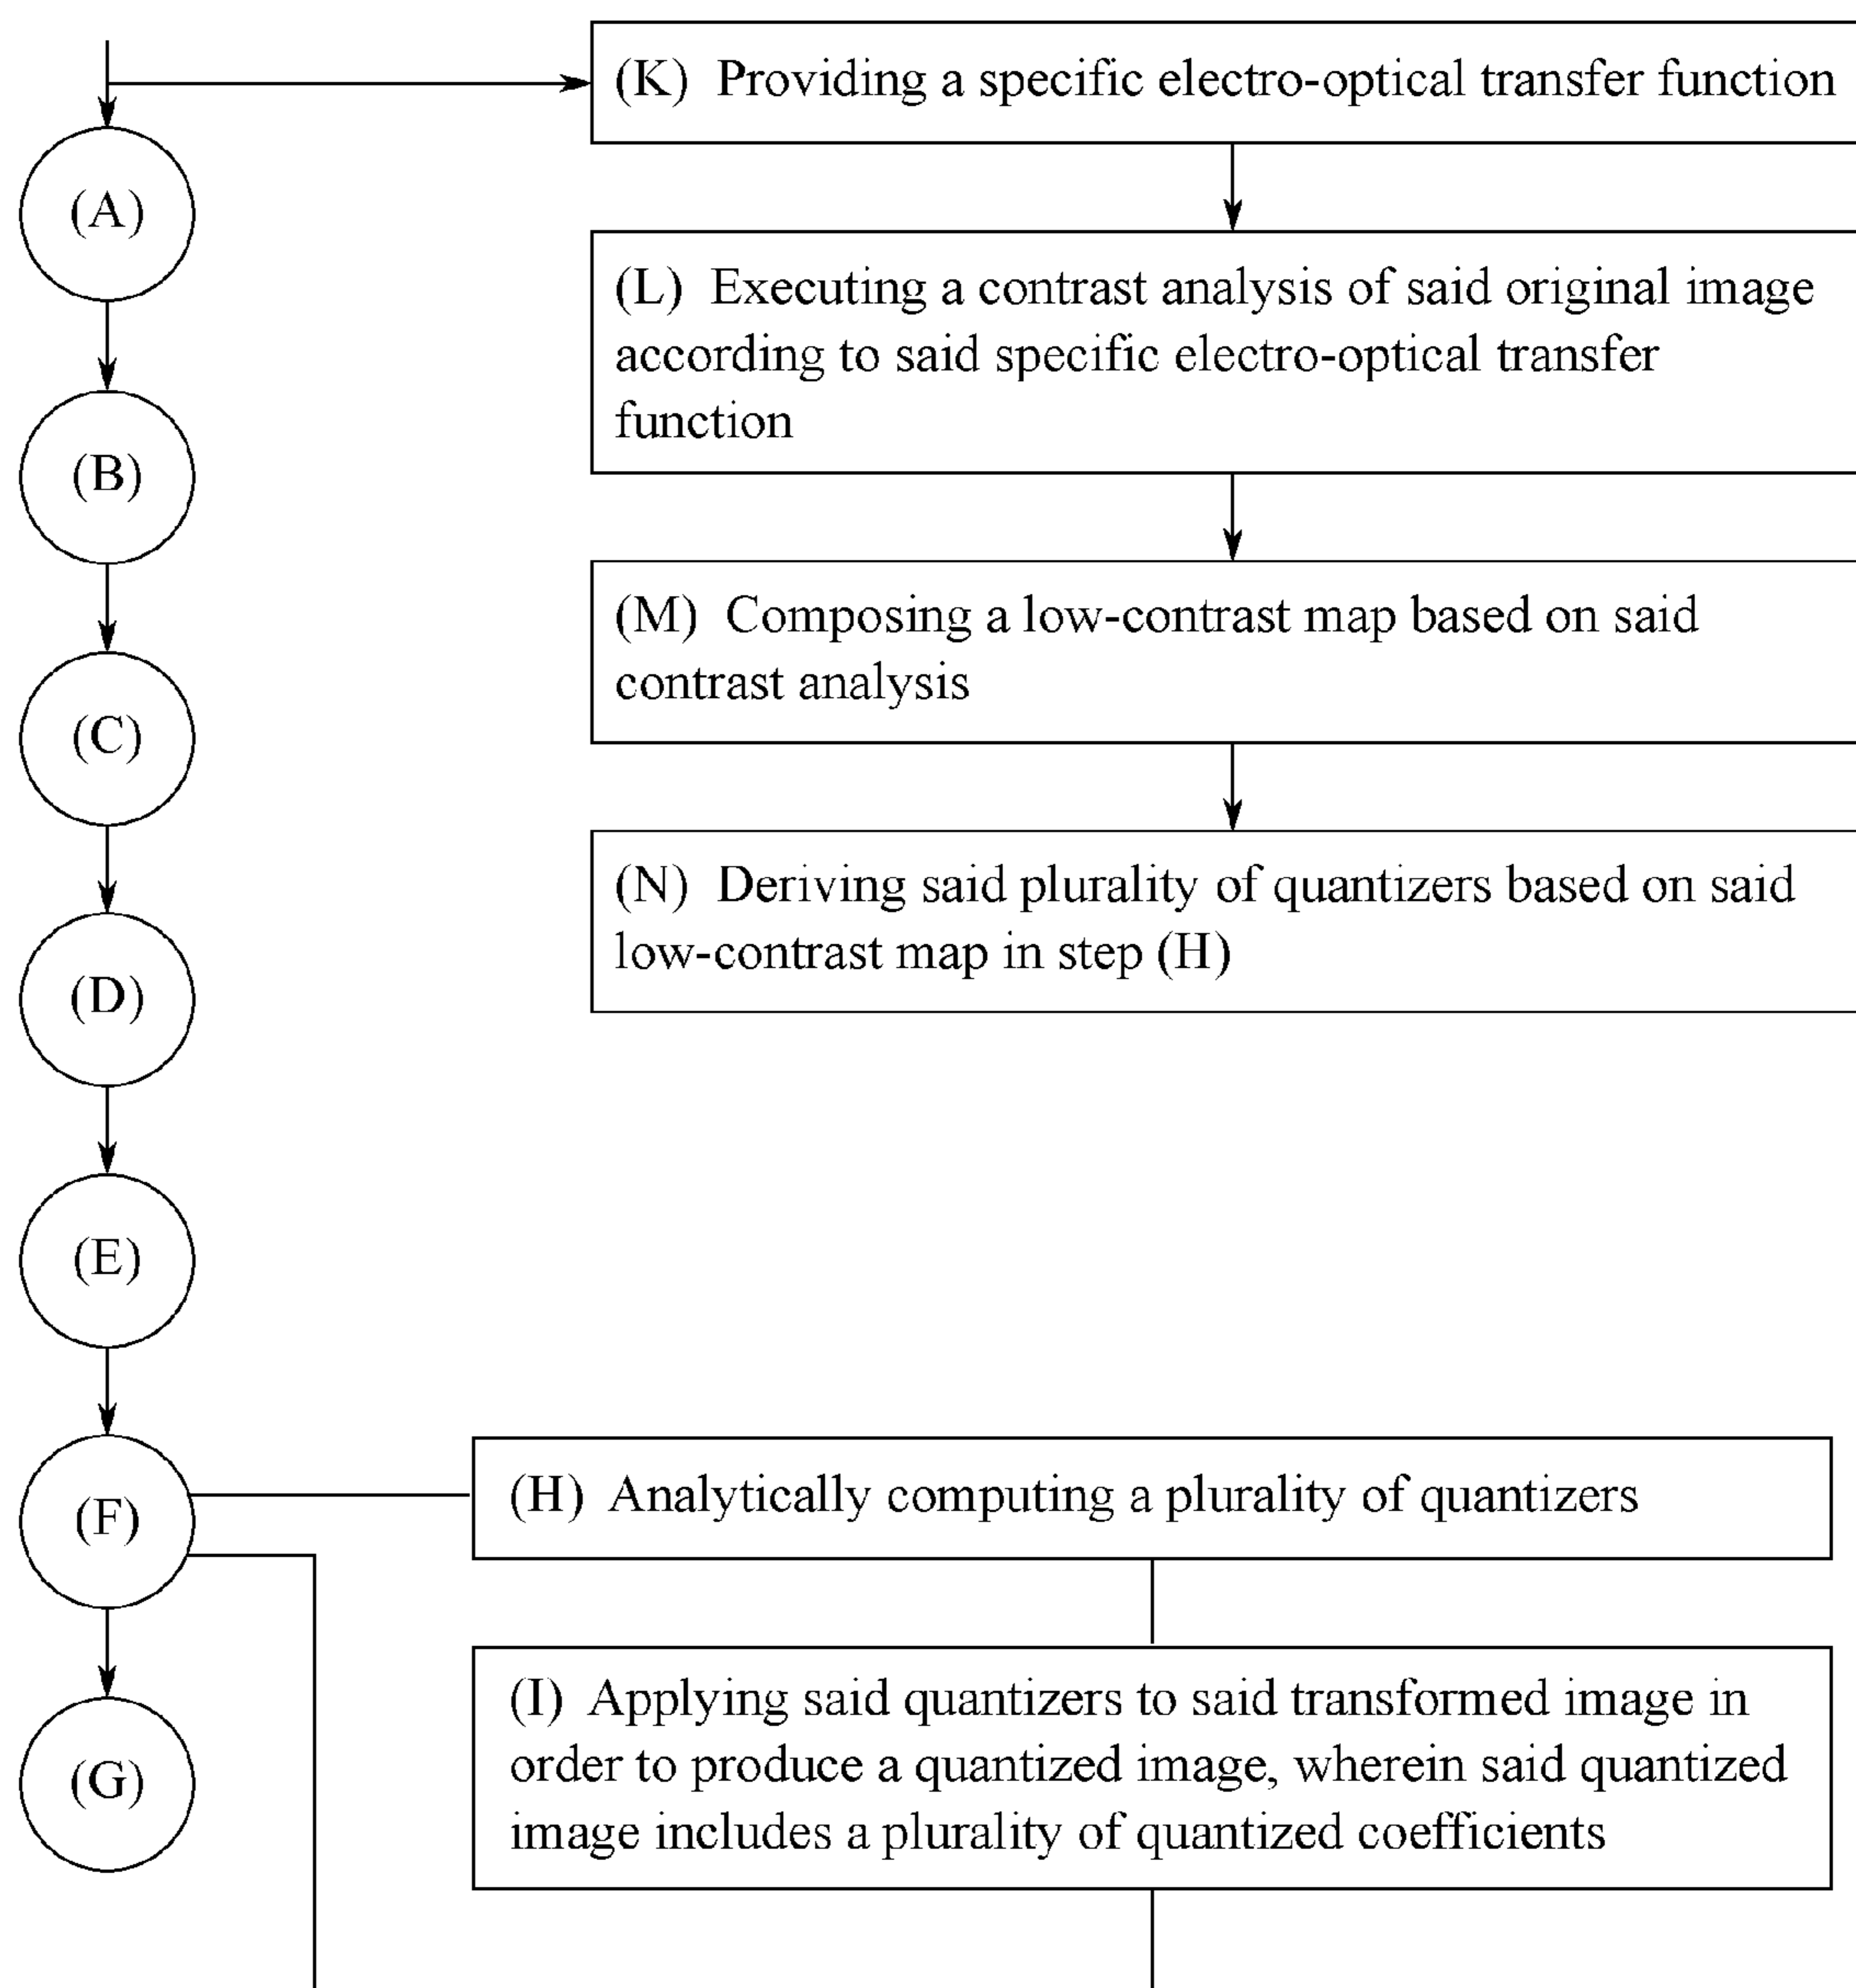 (K) Providing a specific electro-optical transfer function
(A)
(L) Executing a contrast analysis of said original image
according to said specific electro-optical transfer
function
(B)
(M) Composing a low-contrast map based on said
contrast analysis
(C)
(N) Deriving said plurality of quantizers based on said
low-contrast map in step (H)
(D)
(E)
(F)
(H) Analytically computing a plurality of quantizers
(I) Applying said quantizers to said transformed image in
order to produce a quantized image, wherein said quantized
image includes a plurality of quantized coefficients
(G)